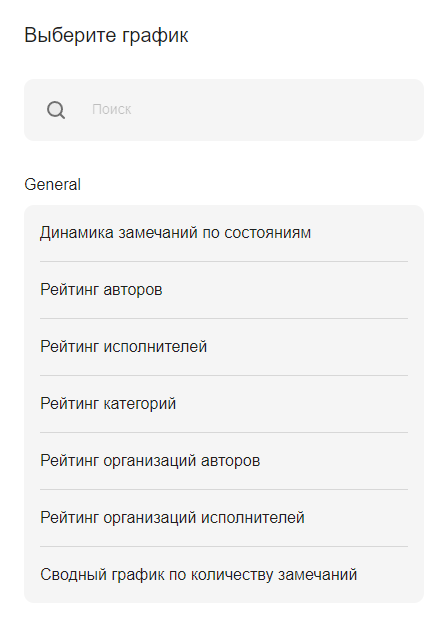 Выберите график
Поиск
General
Динамика замечаний по состояниям
Рейтинг авторов
Рейтинг исполнителей
Рейтинг категорий
Рейтинг организаций авторов
Рейтинг организаций исполнителей
Сводный график по количеству замечаний